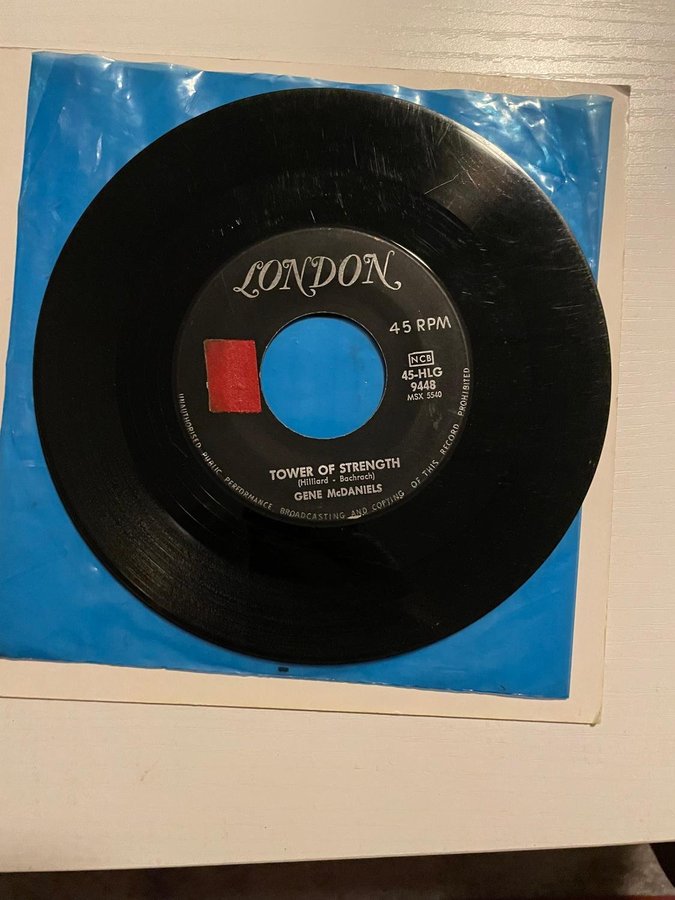 LONDON
45 RPM
NCB
45-HLG
9448
MSX 5540
TOWER OF STRENGTH
(Hilliard - Bachrach)
GENE McDANIELS
UNAUTHORISED PUBLIC PERFORMANCE BROADCASTING AND COPYING OF THIS RECORD PROHIBITED